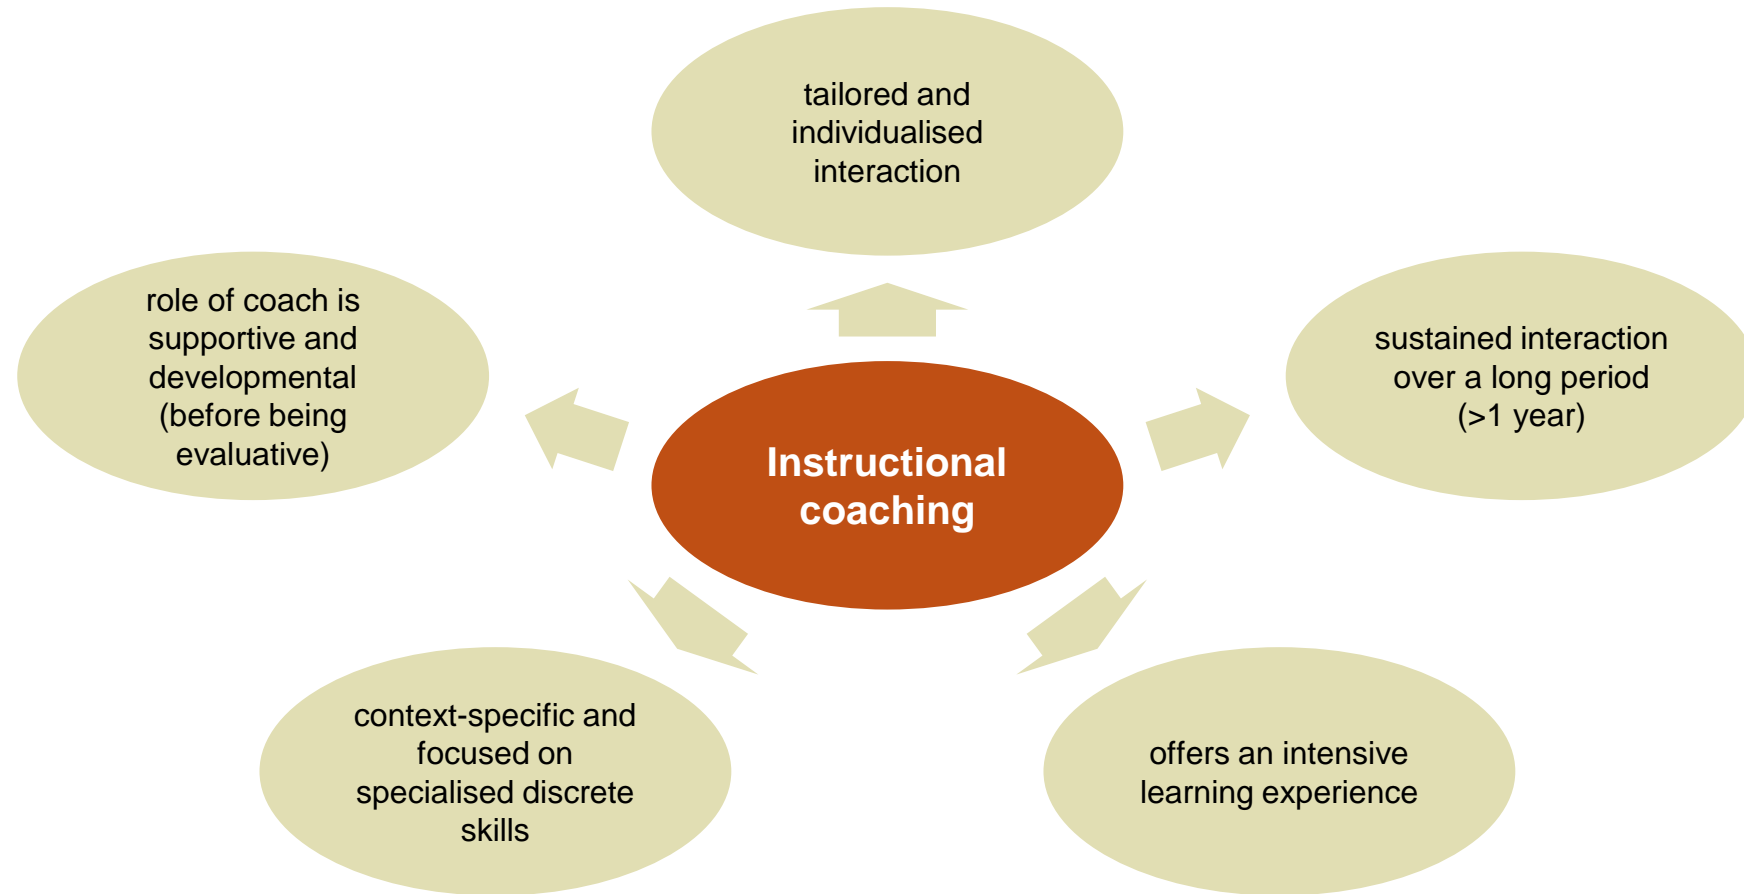 tailored and
individualised
interaction
role of coach is
supportive and
developmental
(before being
evaluative)
sustained interaction
over a long period
(>1 year)
Instructional
coaching
context-specific and
focused on
specialised discrete
skills
offers an intensive
learning experience